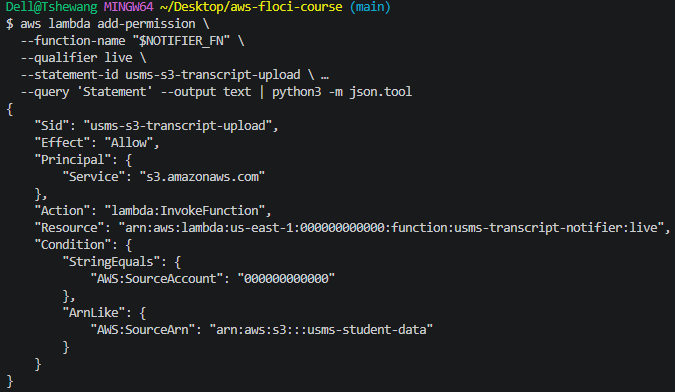 Dell@Tshewang MINGW64 ~/Desktop/aws-floci-course (main)
$ aws lambda add-permission \
  --function-name "$NOTIFIER_FN" \
  --qualifier live \
  --statement-id usms-s3-transcript-upload \ …
  --query 'Statement' --output text | python3 -m json.tool
{
    "Sid": "usms-s3-transcript-upload",
    "Effect": "Allow",
    "Principal": {
        "Service": "s3.amazonaws.com"
    },
    "Action": "lambda:InvokeFunction",
    "Resource": "arn:aws:lambda:us-east-1:000000000000:function:usms-transcript-notifier:live",
    "Condition": {
        "StringEquals": {
            "AWS:SourceAccount": "000000000000"
        },
        "ArnLike": {
            "AWS:SourceArn": "arn:aws:s3:::usms-student-data"
        }
    }
}